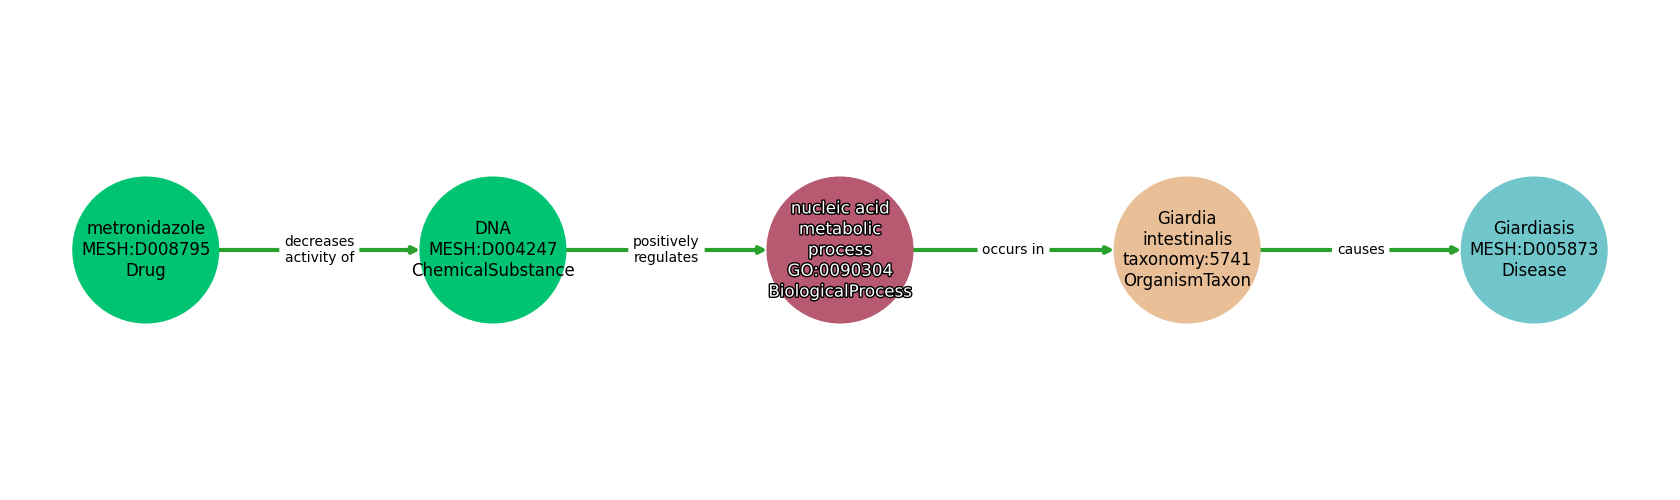 metronidazole
MESH:D008795
Drug
decreases
activity of
DNA
MESH:D004247
ChemicalSubstance
positively
regulates
nucleic acid
metabolic
process
GO:0090304
BiologicalProcess
occurs in
Giardia
intestinalis
taxonomy:5741
OrganismTaxon
causes
Giardiasis
MESH:D005873
Disease